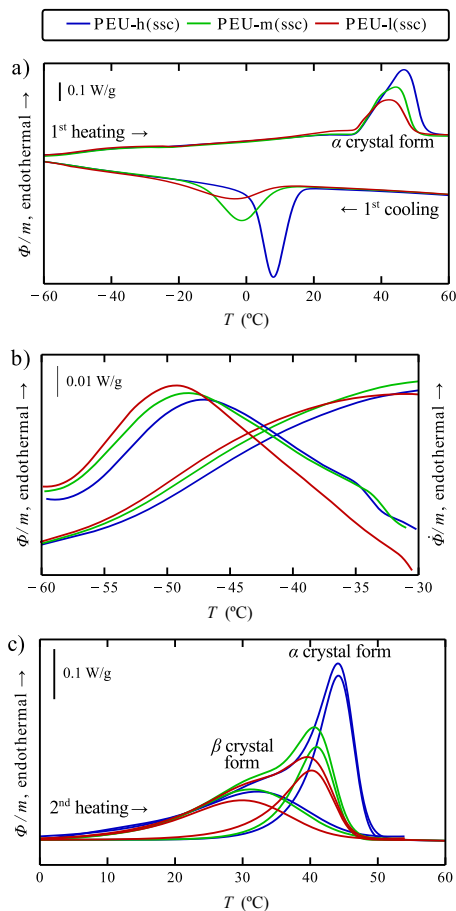 PEU-h(ssc) PEU-m(ssc) PEU-l(ssc)
a)
0.1 W/g
1st heating →
α crystal form
← 1st cooling
Φ/m, endothermal →
−60 −40 −20 0 20 40 60
T (ºC)
b)
0.01 W/g
Φ/m, endothermal →
Φ̇/m, endothermal →
−60 −55 −50 −45 −40 −35 −30
T (ºC)
c)
α crystal form
0.1 W/g
β crystal
form
2nd heating →
Φ/m, endothermal →
0 10 20 30 40 50 60
T (ºC)